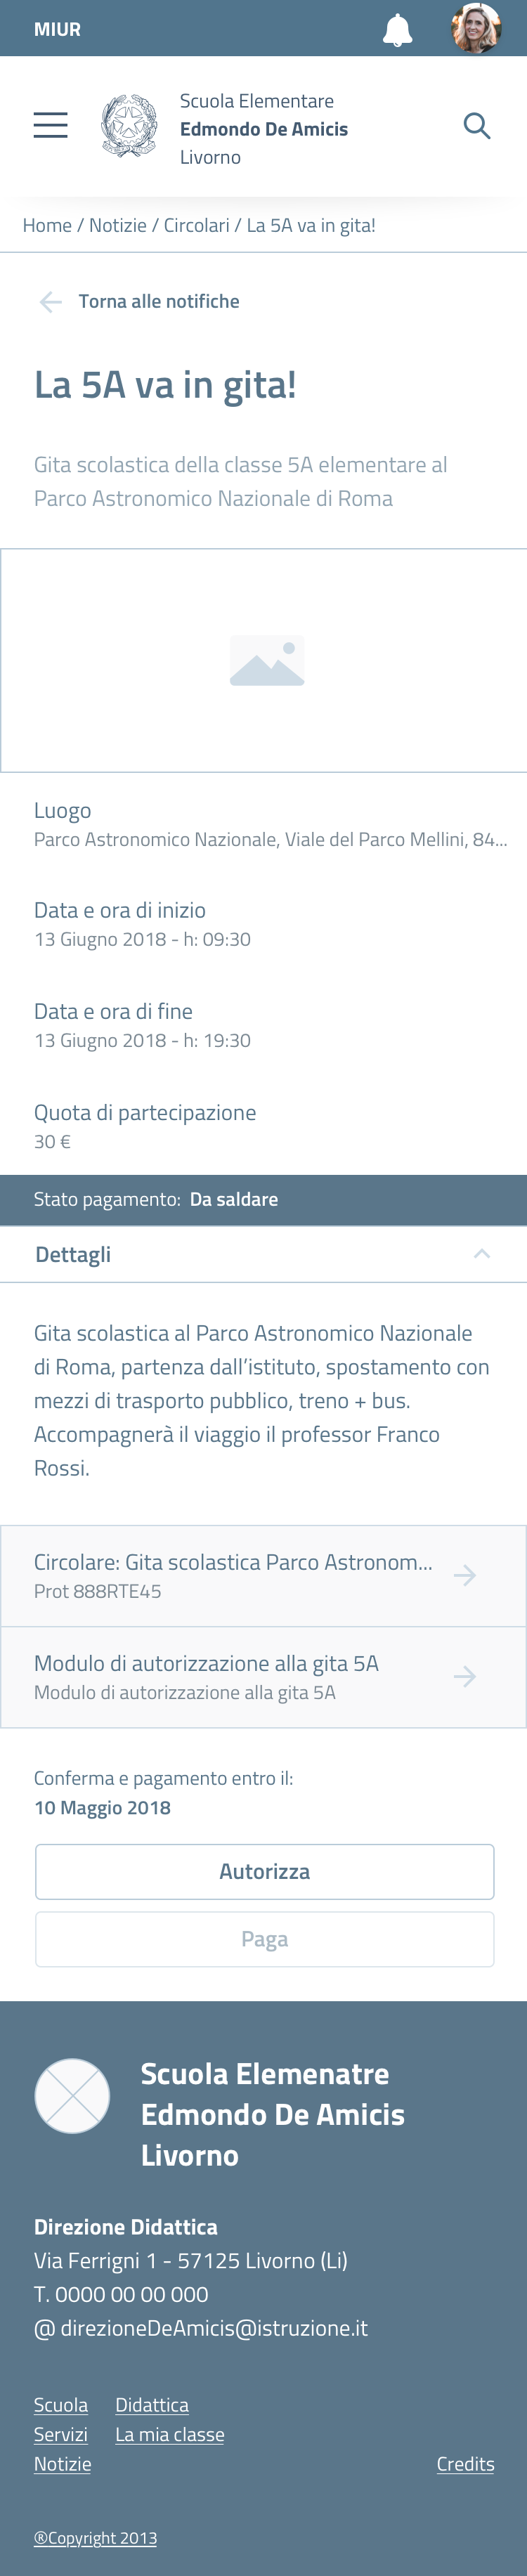 MIUR
Scuola Elementare
Edmondo De Amicis
Livorno
Home / Notizie / Circolari / La 5A va in gita!
Torna alle notifiche
La 5A va in gita!
Gita scolastica della classe 5A elementare al
Parco Astronomico Nazionale di Roma
Luogo
Parco Astronomico Nazionale, Viale del Parco Mellini, 84...
Data e ora di inizio
13 Giugno 2018 - h: 09:30
Data e ora di fine
13 Giugno 2018 - h: 19:30
Quota di partecipazione
30 €
Stato pagamento: Da saldare
Dettagli
Gita scolastica al Parco Astronomico Nazionale
di Roma, partenza dall’istituto, spostamento con
mezzi di trasporto pubblico, treno + bus.
Accompagnerà il viaggio il professor Franco
Rossi.
Circolare: Gita scolastica Parco Astronom...
Prot 888RTE45
Modulo di autorizzazione alla gita 5A
Modulo di autorizzazione alla gita 5A
Conferma e pagamento entro il:
10 Maggio 2018
Autorizza
Paga
Scuola Elemenatre
Edmondo De Amicis
Livorno
Direzione Didattica
Via Ferrigni 1 - 57125 Livorno (Li)
T. 0000 00 00 000
@ direzioneDeAmicis@istruzione.it
Scuola Didattica
Servizi La mia classe
Notizie Credits
®Copyright 2013